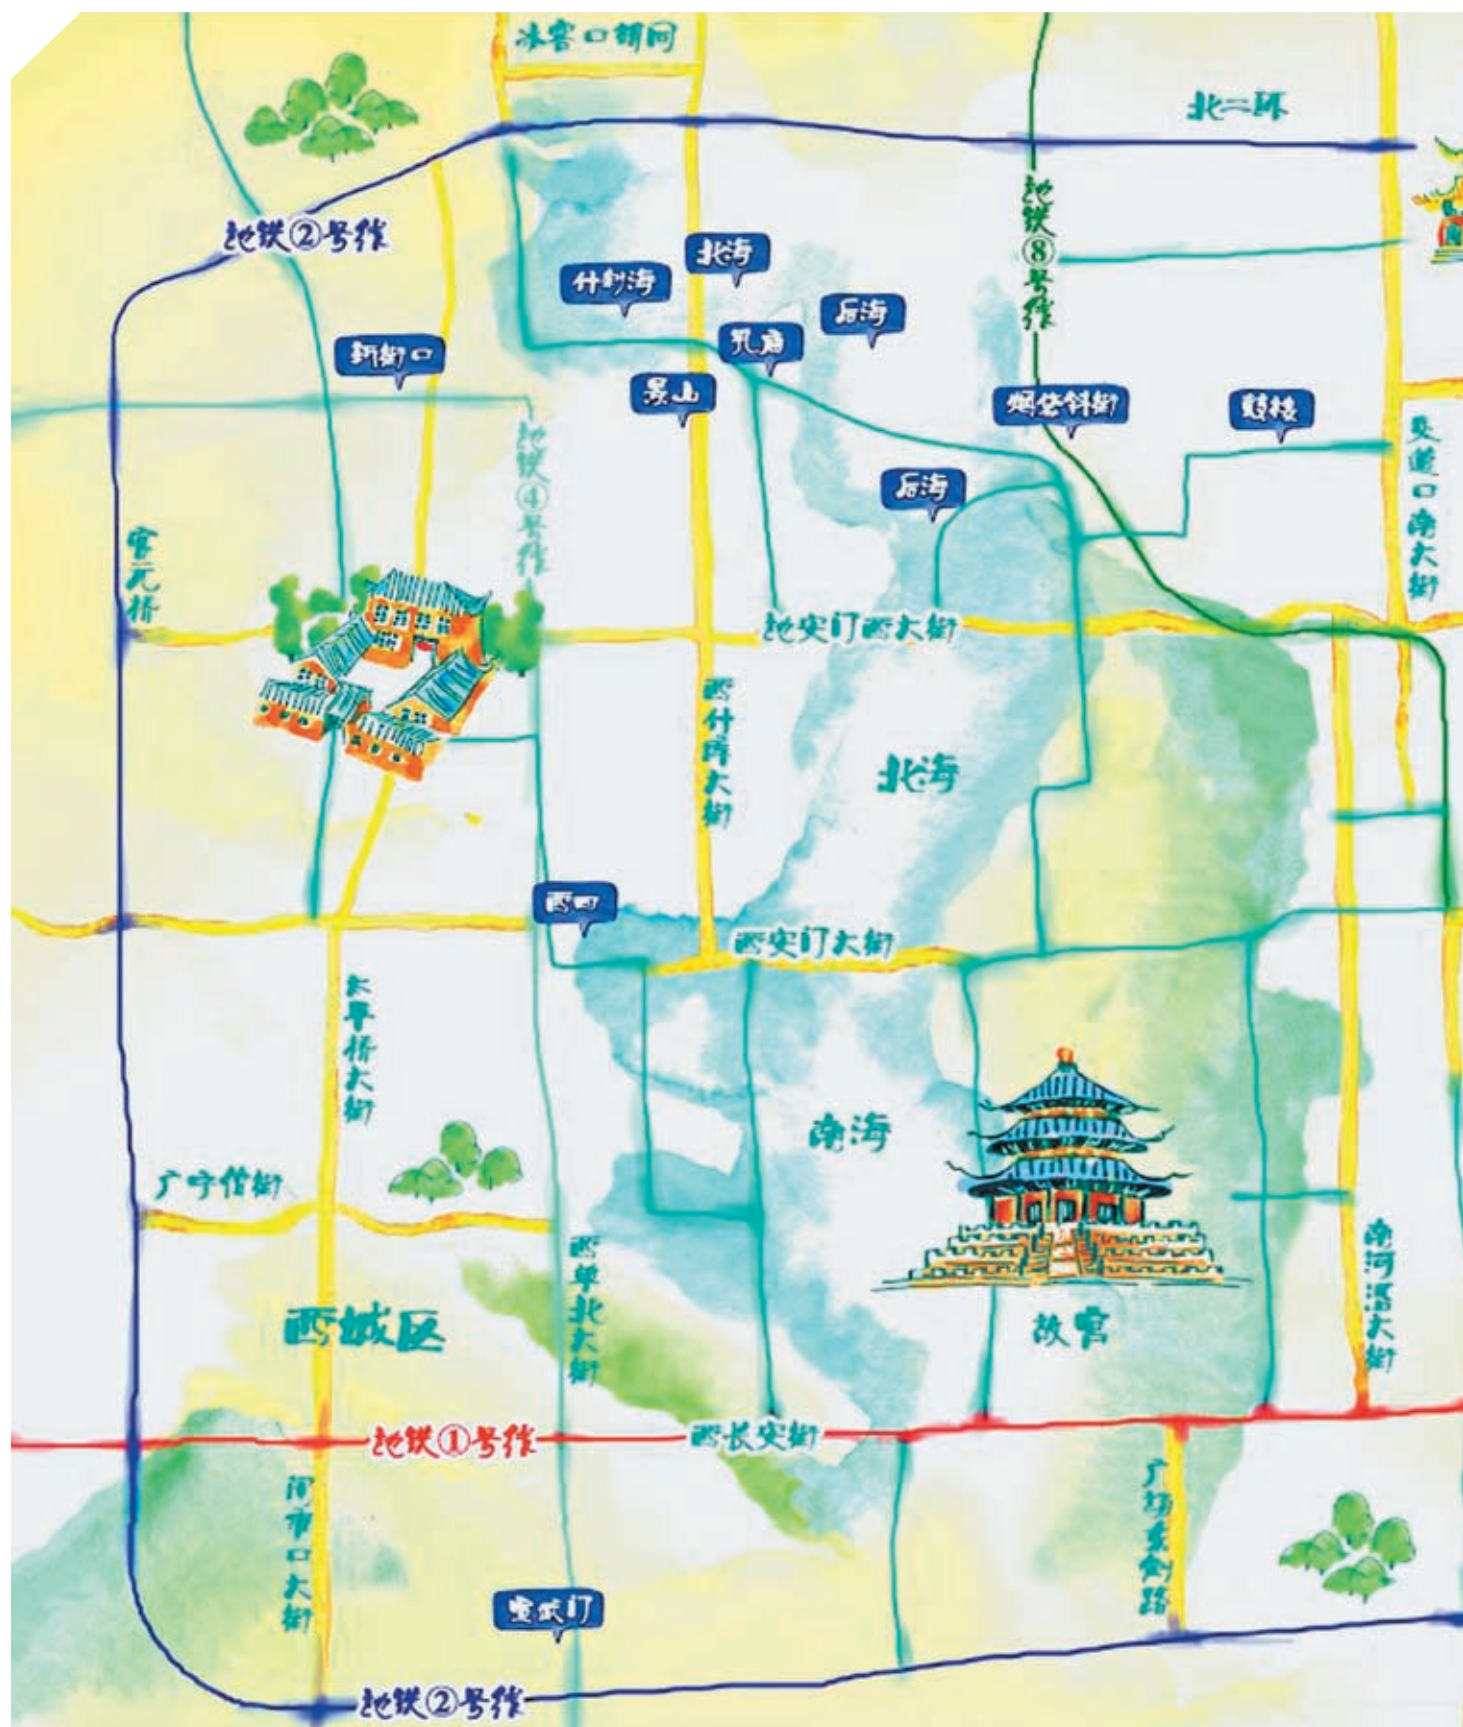 冰窖口胡同
北二环
地铁②号线
地铁⑧号线
什刹海
北海
后海
孔庙
新街口
景山
烟袋斜街
鼓楼
交道口南大街
地铁④号线
后海
官元桥
地安门西大街
西什库大街
北海
西四
西安门大街
太平桥大街
南海
广宁伯街
西单北大街
南河沿大街
西城区
故宫
地铁①号线
西长安街
闹市口大街
广场东侧路
宣武门
地铁②号线